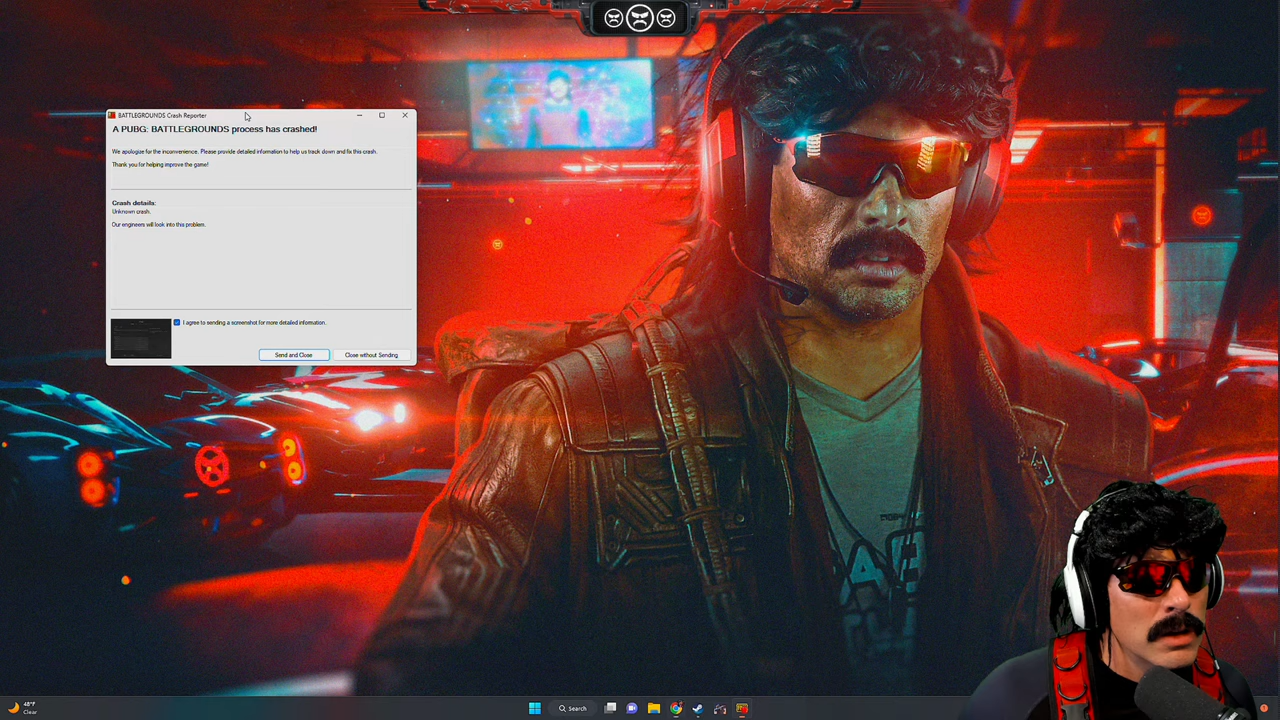 BATTLEGROUNDS Crash Reporter
A PUBG: BATTLEGROUNDS process has crashed!
We apologize for the inconvenience. Please provide detailed information to help us track down and fix this crash.
Thank you for helping improve the game!
Crash details:
Unknown crash.
Our engineers will look into this problem.
I agree to sending a screenshot for more detailed information.
Send and Close
Close without Sending
48°F
Clear
Search